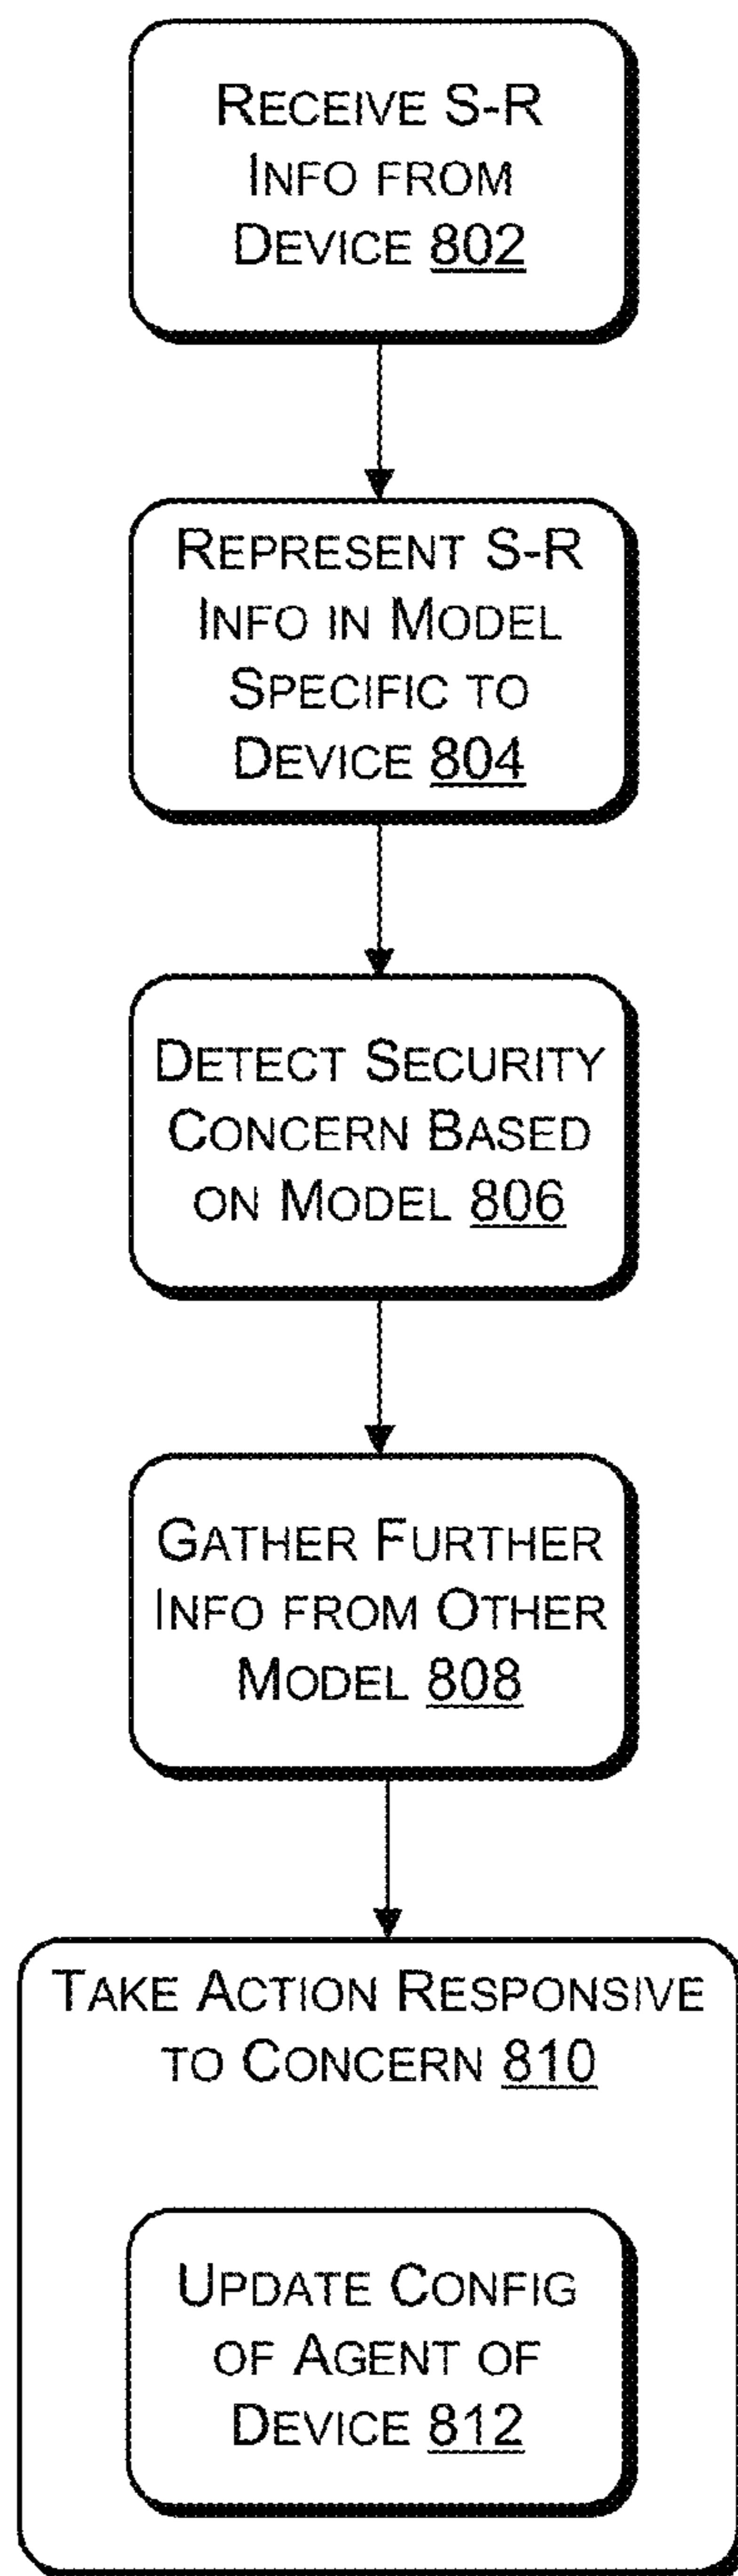 RECEIVE S-R
INFO FROM
DEVICE 802
REPRESENT S-R
INFO IN MODEL
SPECIFIC TO
DEVICE 804
DETECT SECURITY
CONCERN BASED
ON MODEL 806
GATHER FURTHER
INFO FROM OTHER
MODEL 808
TAKE ACTION RESPONSIVE
TO CONCERN 810
UPDATE CONFIG
OF AGENT OF
DEVICE 812